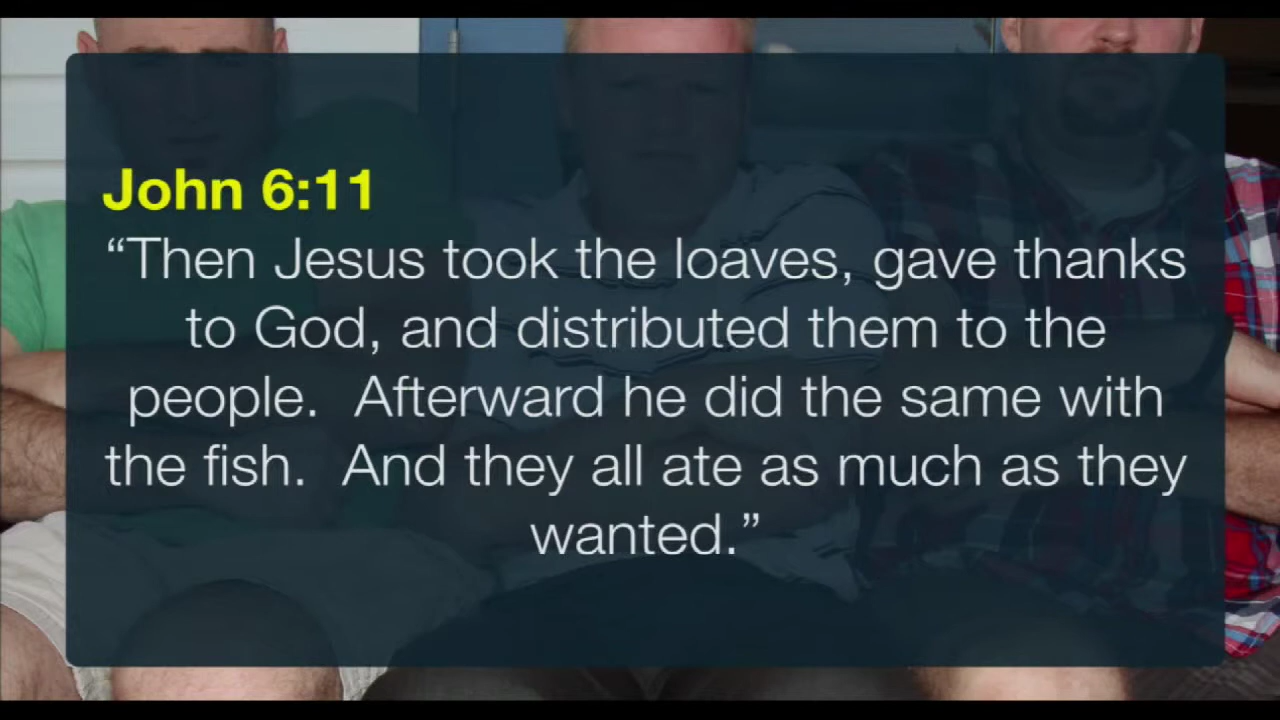 John 6:11
“Then Jesus took the loaves, gave thanks
to God, and distributed them to the
people.  Afterward he did the same with
the fish.  And they all ate as much as they
wanted.”